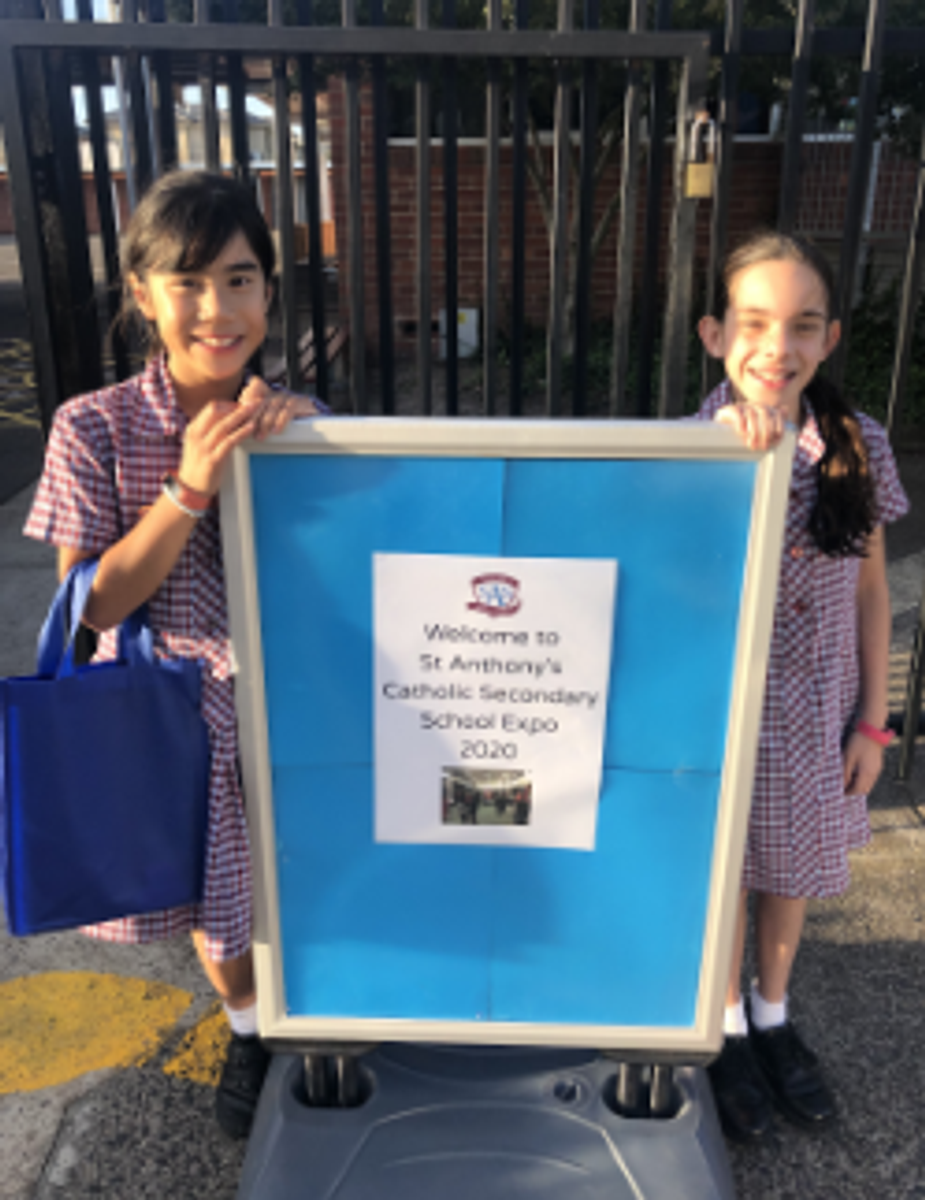 Welcome to
St Anthony's
Catholic Secondary
School Expo
2020